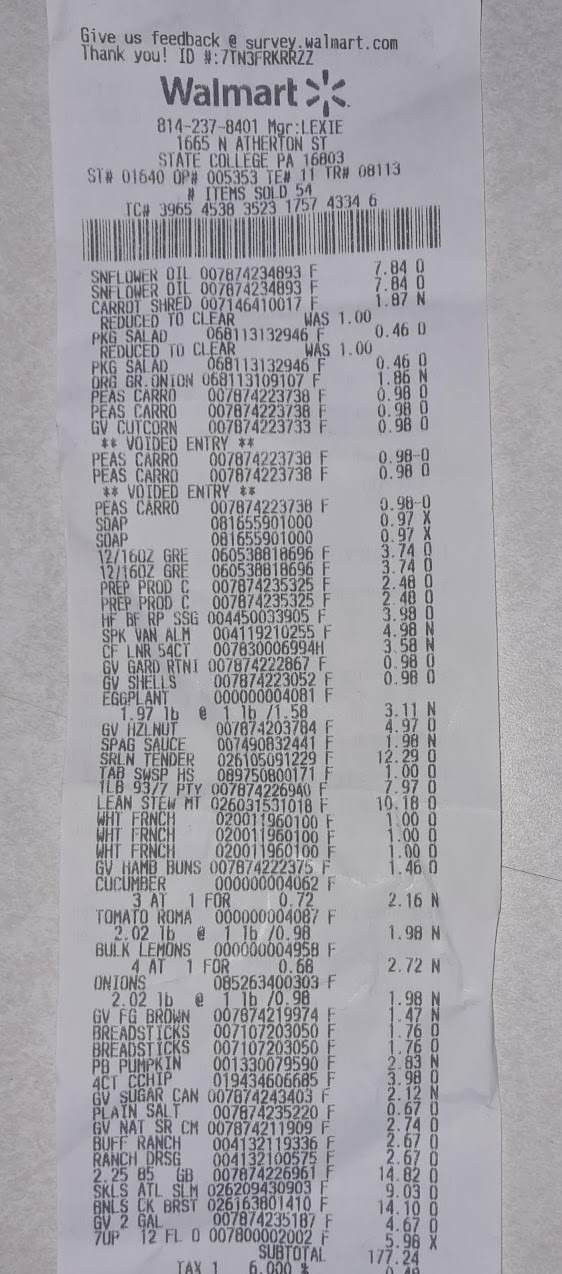 Give us feedback @ survey.walmart.com
Thank you! ID #:7TN3FRKRRZZ
Walmart
814-237-8401 Mgr:LEXIE
1665 N ATHERTON ST
STATE COLLEGE PA 16803
ST# 01640 OP# 005353 TE# 11 TR# 08113
# ITEMS SOLD 54
TC# 3965 4538 3523 1757 4334 6
SNFLOWER OIL 007874234893 F 7.84 O
SNFLOWER OIL 007874234893 F 7.84 O
CARROT SHRED 007146410017 F 1.87 N
REDUCED TO CLEAR WAS 1.00
PKG SALAD 068113132946 F 0.46 O
REDUCED TO CLEAR WAS 1.00
PKG SALAD 068113132946 F 0.46 O
ORG GR.ONION 068113109107 F 1.86 N
PEAS CARRO 007874223738 F 0.98 O
PEAS CARRO 007874223738 F 0.98 O
GV CUTCORN 007874223733 F 0.98 O
** VOIDED ENTRY **
PEAS CARRO 007874223738 F 0.98-O
PEAS CARRO 007874223738 F 0.98 O
** VOIDED ENTRY **
PEAS CARRO 007874223738 F 0.98-O
SOAP 081655901000 0.97 X
SOAP 081655901000 0.97 X
12/16OZ GRE 060538818696 F 3.74 O
12/16OZ GRE 060538818696 F 3.74 O
PREP PROD C 007874235325 F 2.48 O
PREP PROD C 007874235325 F 2.48 O
HF BF RP SSG 004450033905 F 3.98 O
SPK VAN ALM 004119210255 F 4.98 N
CF LNR 54CT 007830006994H 3.58 N
GV GARD RTNI 007874222867 F 0.98 O
GV SHELLS 007874223052 F 0.98 O
EGGPLANT 000000004081 F
1.97 lb @ 1 lb /1.58 3.11 N
GV HZLNUT 007874203784 F 4.97 O
SPAG SAUCE 007490832441 F 1.98 N
SRLN TENDER 026105091229 F 12.29 O
TAB SWSP HS 089750800171 F 1.00 O
1LB 93/7 PTY 007874226940 F 7.97 O
LEAN STEW MT 026031531018 F 10.18 O
WHT FRNCH 020011960100 F 1.00 O
WHT FRNCH 020011960100 F 1.00 O
WHT FRNCH 020011960100 F 1.00 O
GV HAMB BUNS 007874222375 F 1.46 O
CUCUMBER 000000004062 F
3 AT 1 FOR 0.72 2.16 N
TOMATO ROMA 000000004087 F
2.02 lb @ 1 lb /0.98 1.98 N
BULK LEMONS 000000004958 F
4 AT 1 FOR 0.68 2.72 N
ONIONS 085263400303 F
2.02 lb @ 1 lb /0.98 1.98 N
GV FG BROWN 007874219974 F 1.47 N
BREADSTICKS 007107203050 F 1.76 O
BREADSTICKS 007107203050 F 1.76 O
PB PUMPKIN 001330079590 F 2.83 N
4CT CCHIP 019434606685 F 3.98 O
GV SUGAR CAN 007874243403 F 2.12 N
PLAIN SALT 007874235220 F 0.67 O
GV NAT SR CM 007874211909 F 2.74 O
BUFF RANCH 004132119336 F 2.67 O
RANCH DRSG 004132100575 F 2.67 O
2.25 85 GB 007874226961 F 14.82 O
SKLS ATL SLM 026209430903 F 9.03 O
BNLS CK BRST 026163801410 F 14.10 O
GV 2 GAL 007874235187 F 4.67 O
7UP 12 FL O 007800002002 F 5.98 X
SUBTOTAL 177.24
TAX 1 6.000 % 0.48